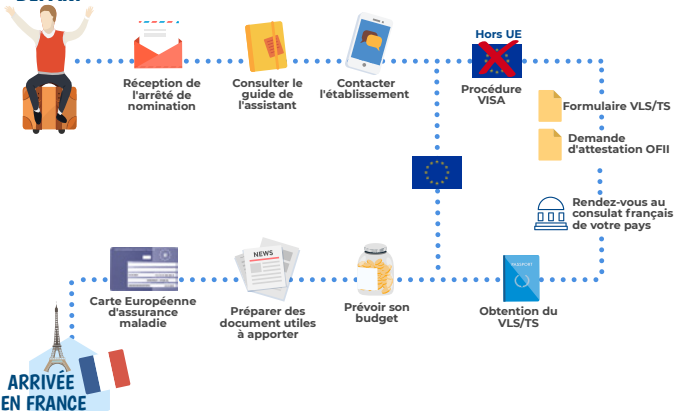 Hors UE
Réception de
l'arrêté de
nomination
Consulter le
guide de
l'assistant
Contacter
l'établissement
Procédure
VISA
Formulaire VLS/TS
Demande
d'attestation OFII
Rendez-vous au
consulat français
de votre pays
PASSPORT
Obtention du
VLS/TS
Prévoir son
budget
NEWS
Préparer des
document utiles
à apporter
Carte Européenne
d'assurance
maladie
ARRIVÉE
EN FRANCE